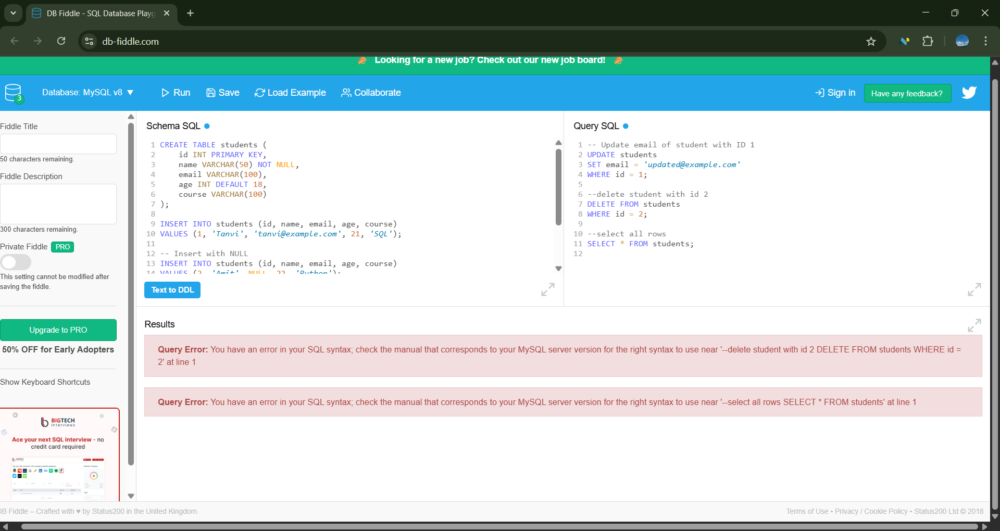 DB Fiddle - SQL Database Playg
db-fiddle.com
Looking for a new job? Check out our new job board!
3
Database: MySQL v8
Run
Save
Load Example
Collaborate
Sign in
Have any feedback?
Fiddle Title
50 characters remaining.
Fiddle Description
300 characters remaining.
Private Fiddle PRO
This setting cannot be modified after
saving the fiddle.
Upgrade to PRO
50% OFF for Early Adopters
Show Keyboard Shortcuts
BIGTECH
Interviews
Ace your next SQL interview - no
credit card required
Schema SQL
1 CREATE TABLE students (
2 id INT PRIMARY KEY,
3 name VARCHAR(50) NOT NULL,
4 email VARCHAR(100),
5 age INT DEFAULT 18,
6 course VARCHAR(100)
7 );
8
9 INSERT INTO students (id, name, email, age, course)
10 VALUES (1, 'Tanvi', 'tanvi@example.com', 21, 'SQL');
11
12 -- Insert with NULL
13 INSERT INTO students (id, name, email, age, course)
14 VALUES (2, 'Amit', NULL, 22, 'Python');
Text to DDL
Query SQL
1 -- Update email of student with ID 1
2 UPDATE students
3 SET email = 'updated@example.com'
4 WHERE id = 1;
5
6 --delete student with id 2
7 DELETE FROM students
8 WHERE id = 2;
9
10 --select all rows
11 SELECT * FROM students;
12
Results
Query Error: You have an error in your SQL syntax; check the manual that corresponds to your MySQL server version for the right syntax to use near '--delete student with id 2 DELETE FROM students WHERE id =
2' at line 1
Query Error: You have an error in your SQL syntax; check the manual that corresponds to your MySQL server version for the right syntax to use near '--select all rows SELECT * FROM students' at line 1
DB Fiddle – Crafted with ♥ by Status200 in the United Kingdom.
Terms of Use • Privacy / Cookie Policy • Status200 Ltd © 2018